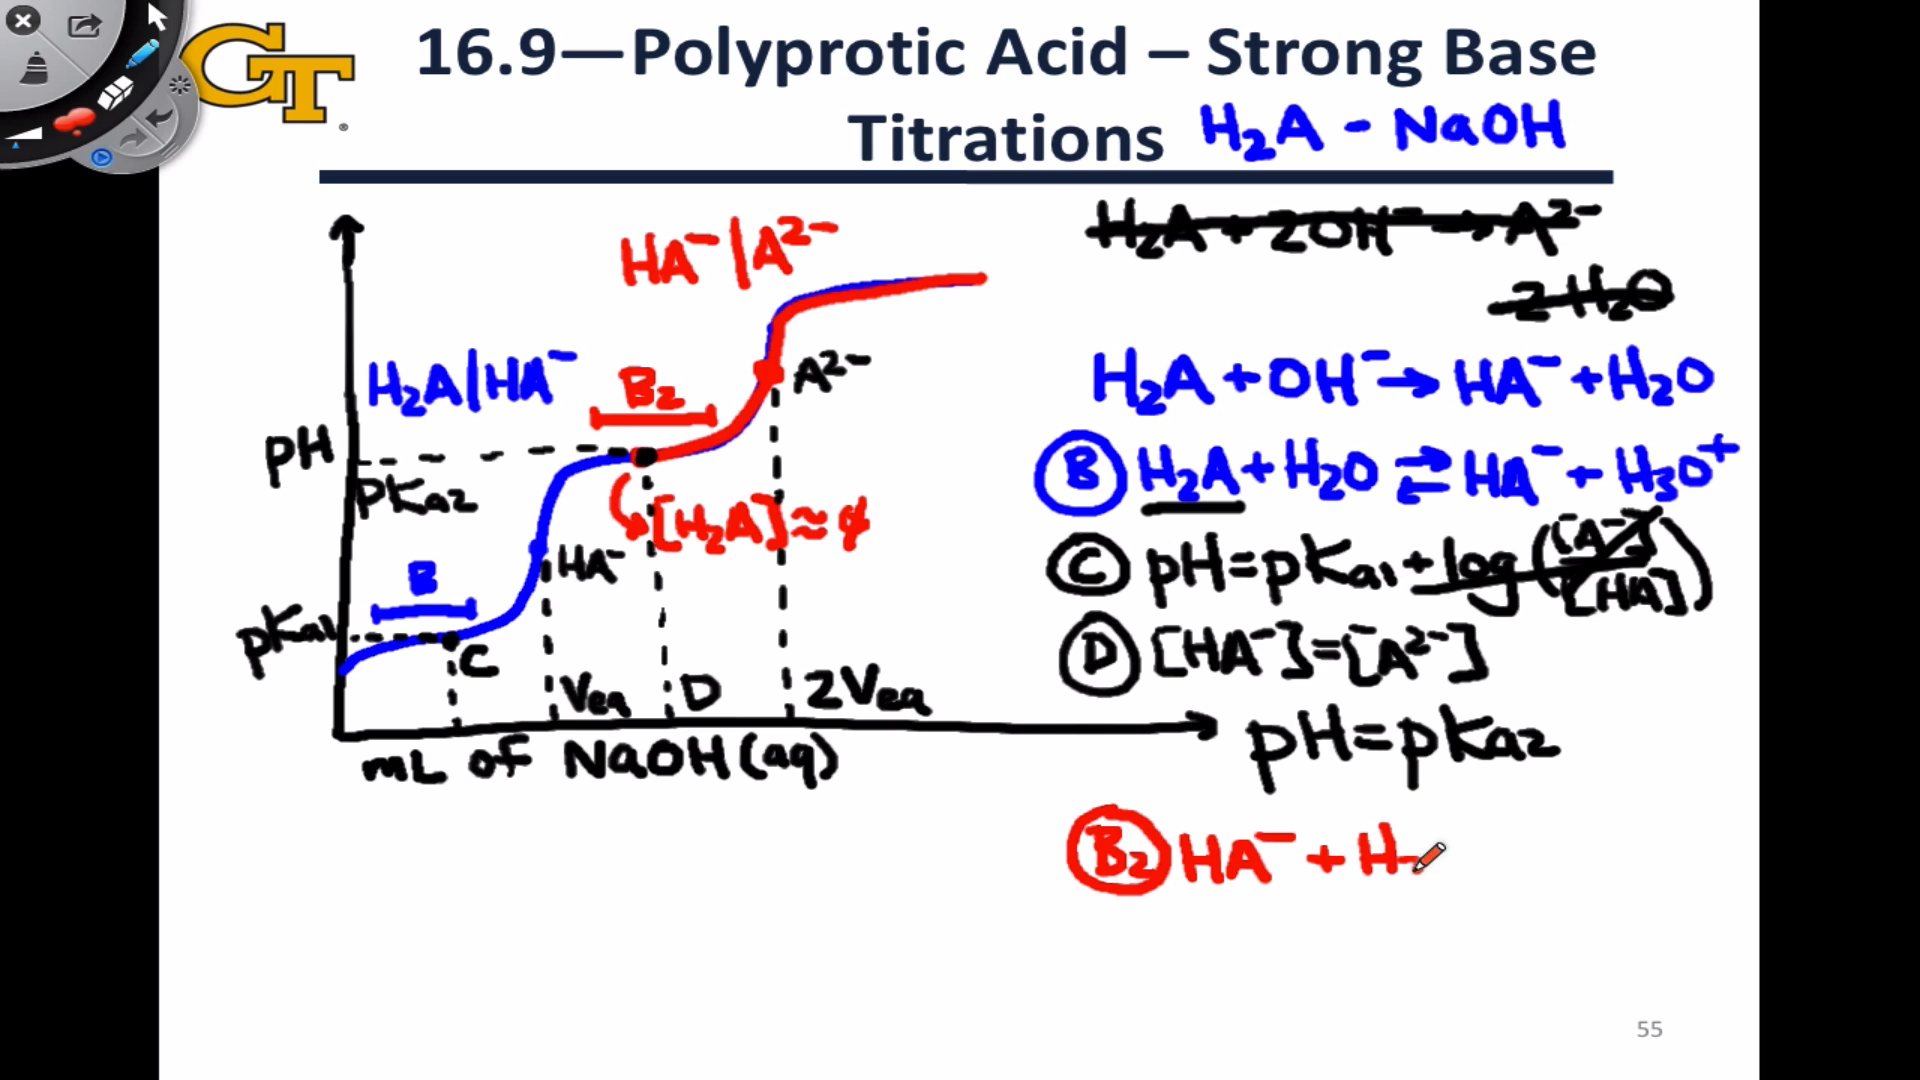 GT
16.9—Polyprotic Acid – Strong Base
Titrations H₂A - NaOH
H₂A + 2OH⁻ → A²⁻
2H₂O
HA⁻|A²⁻
H₂A|HA⁻
B₂
A²⁻
H₂A + OH⁻ → HA⁻ + H₂O
pH
pKa₂
[H₂A] ≈ 0
B HA⁻
pKa₁
C
Veq D 2Veq
mL of NaOH(aq)
B H₂A + H₂O ⇌ HA⁻ + H₃O⁺
C pH = pKa₁ + log([A⁻]/[HA])
D [HA⁻] = [A²⁻]
pH = pKa₂
B₂ HA⁻ + H
55